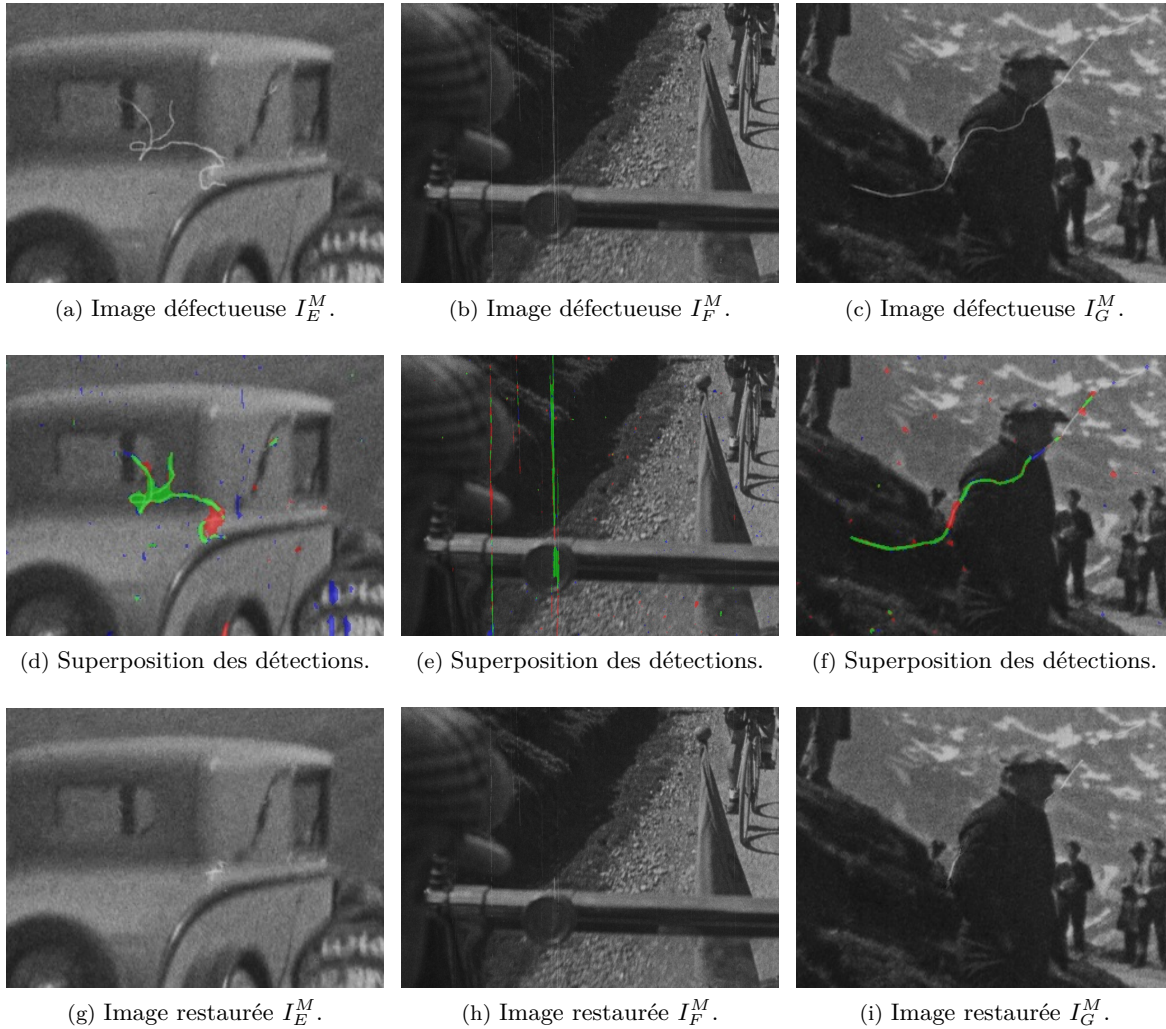 (a) Image défectueuse $I_E^M$.
(b) Image défectueuse $I_F^M$.
(c) Image défectueuse $I_G^M$.
(d) Superposition des détections.
(e) Superposition des détections.
(f) Superposition des détections.
(g) Image restaurée $I_E^M$.
(h) Image restaurée $I_F^M$.
(i) Image restaurée $I_G^M$.